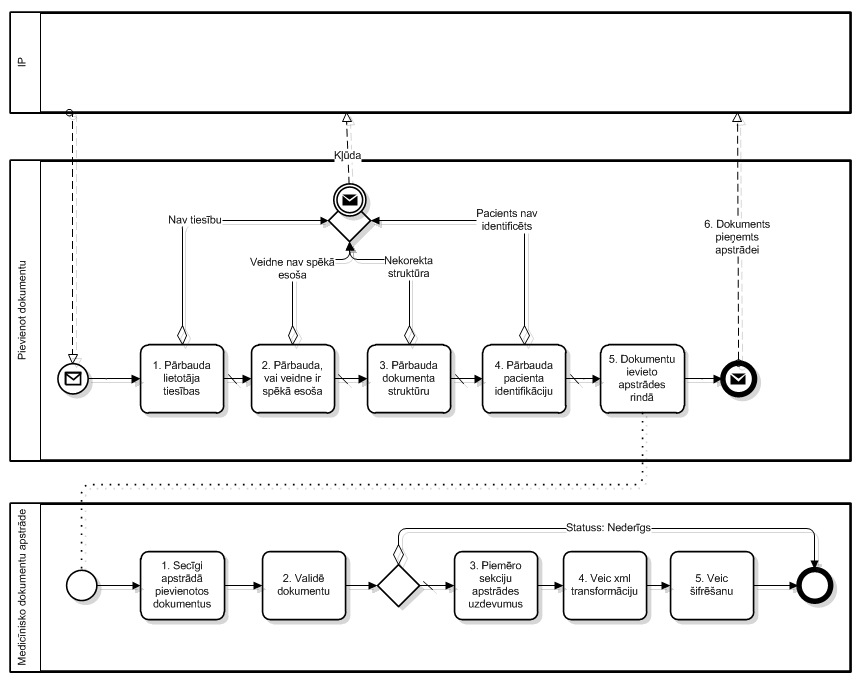 IP
Kļūda
Pievienot dokumentu
Nav tiesību
Pacients nav
identificēts
Veidne nav spēkā
esoša
Nekorekta
struktūra
6. Dokuments
pieņemts
apstrādei
1. Pārbauda
lietotāja
tiesības
2. Pārbauda,
vai veidne ir
spēkā esoša
3. Pārbauda
dokumenta
struktūru
4. Pārbauda
pacienta
identifikāciju
5. Dokumentu
ievieto
apstrādes
rindā
Medicīnisko dokumentu apstrāde
Statuss: Nederīgs
1. Secīgi
apstrādā
pievienotos
dokumentus
2. Validē
dokumentu
3. Piemēro
sekciju
apstrādes
uzdevumus
4. Veic xml
transformāciju
5. Veic
šifrēšanu